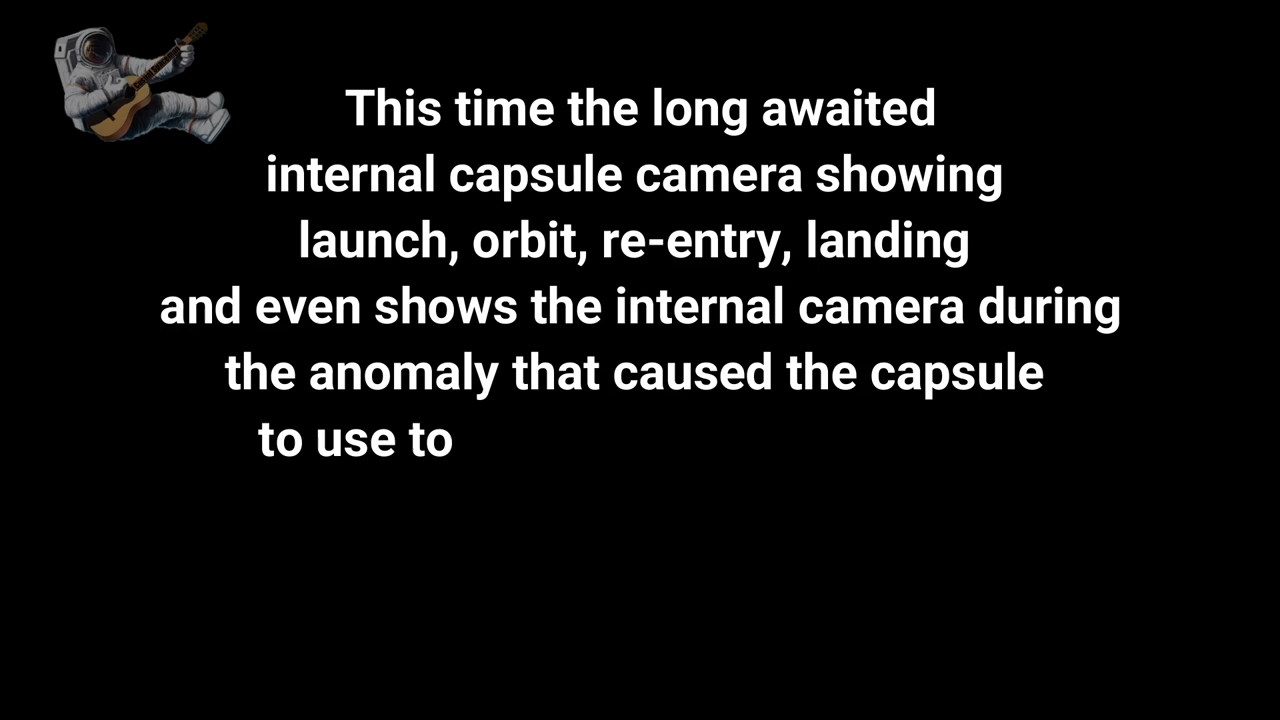 This time the long awaited
internal capsule camera showing
launch, orbit, re-entry, landing
and even shows the internal camera during
the anomaly that caused the capsule
to use to